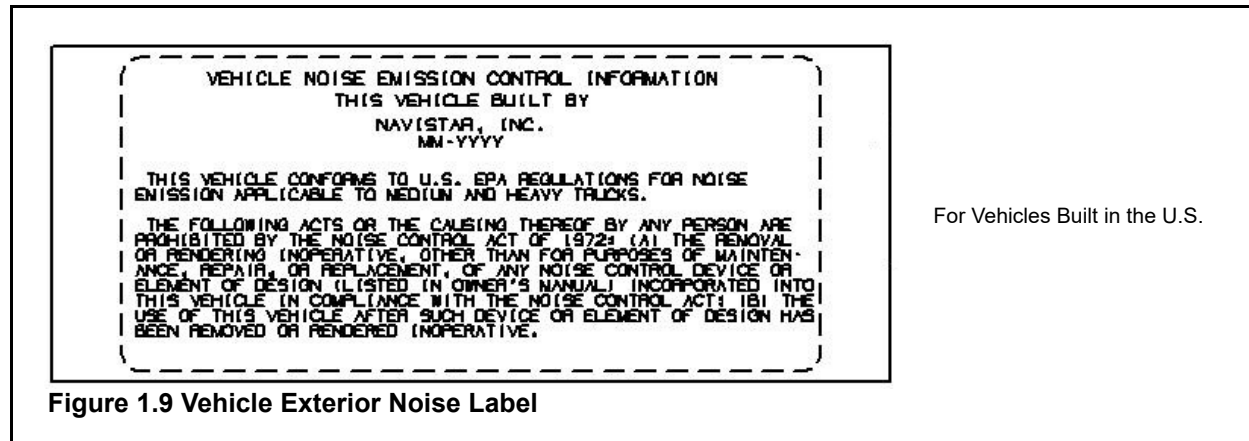 VEHICLE NOISE EMISSION CONTROL INFORMATION
THIS VEHICLE BUILT BY
NAVISTAR, INC.
MM-YYYY
THIS VEHICLE CONFORMS TO U.S. EPA REGULATIONS FOR NOISE
EMISSION APPLICABLE TO MEDIUM AND HEAVY TRUCKS.
THE FOLLOWING ACTS OR THE CAUSING THEREOF BY ANY PERSON ARE
PROHIBITED BY THE NOISE CONTROL ACT OF 1972: (A) THE REMOVAL
OR RENDERING INOPERATIVE, OTHER THAN FOR PURPOSES OF MAINTEN-
ANCE, REPAIR, OR REPLACEMENT, OF ANY NOISE CONTROL DEVICE OR
ELEMENT OF DESIGN (LISTED IN OWNER'S MANUAL) INCORPORATED INTO
THIS VEHICLE IN COMPLIANCE WITH THE NOISE CONTROL ACT: (B) THE
USE OF THIS VEHICLE AFTER SUCH DEVICE OR ELEMENT OF DESIGN HAS
BEEN REMOVED OR RENDERED INOPERATIVE.
For Vehicles Built in the U.S.
Figure 1.9 Vehicle Exterior Noise Label